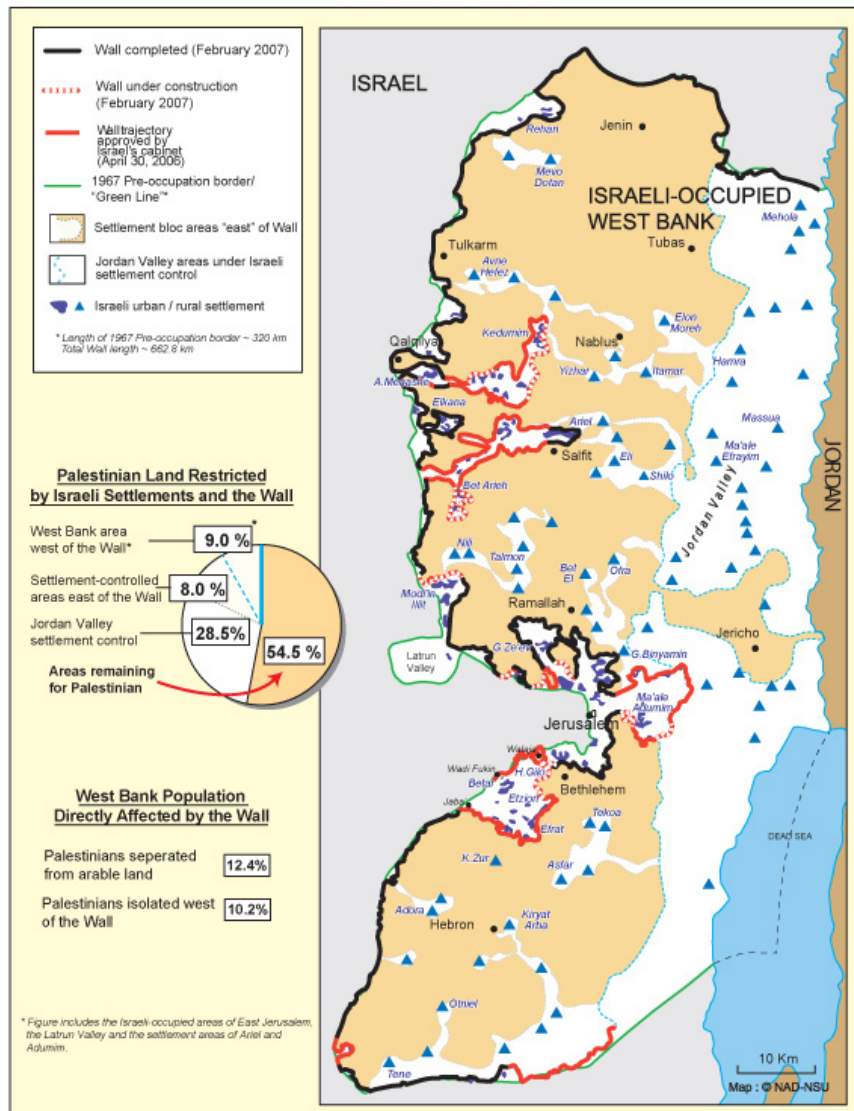 Wall completed (February 2007)
Wall under construction
(February 2007)
Wall trajectory
approved by
Israel's cabinet
(April 30, 2006)
1967 Pre-occupation border/
"Green Line"*
Settlement bloc areas "east" of Wall
Jordan Valley areas under Israeli
settlement control
Israeli urban / rural settlement
* Length of 1967 Pre-occupation border ~ 320 km
Total Wall length ~ 662.8 km
Palestinian Land Restricted
by Israeli Settlements and the Wall
West Bank area
west of the Wall*
9.0 %*
Settlement-controlled
areas east of the Wall
8.0 %
Jordan Valley
settlement control
28.5%
54.5 %
Areas remaining
for Palestinian
West Bank Population
Directly Affected by the Wall
Palestinians seperated
from arable land
12.4%
Palestinians isolated west
of the Wall
10.2%
* Figure includes the Israeli-occupied areas of East Jerusalem,
the Latrun Valley and the settlement areas of Ariel and
Adumim.
ISRAEL
Rehan
Jenin
Mevo
Dotan
ISRAELI-OCCUPIED
WEST BANK
Mehola
Tulkarm
Tubas
Avne
Hefez
Elon
Moreh
Kedumim
Qalqilya
Nablus
Hamra
A.Menashe
Yizhar
Itamar
Elkana
Ariel
Massua
JORDAN
Salfit
Eli
Ma'ale
Efrayim
Shilo
Bet Arieh
Jordan Valley
Nili
Talmon
Bet
El
Ofra
Modi'in
Illit
Ramallah
Latrun
Valley
G.Ze'ev
G.Binyamin
Jericho
Ma'ale
Adumim
Jerusalem
Walaja
Wadi Fukin
H.Gilo
Betar
Bethlehem
Etzion
Jaba
Efrat
Tekoa
DEAD SEA
K.Zur
Asfar
Adora
Kiryat
Arba
Hebron
Otniel
Tene
10 Km
Map : © NAD-NSU